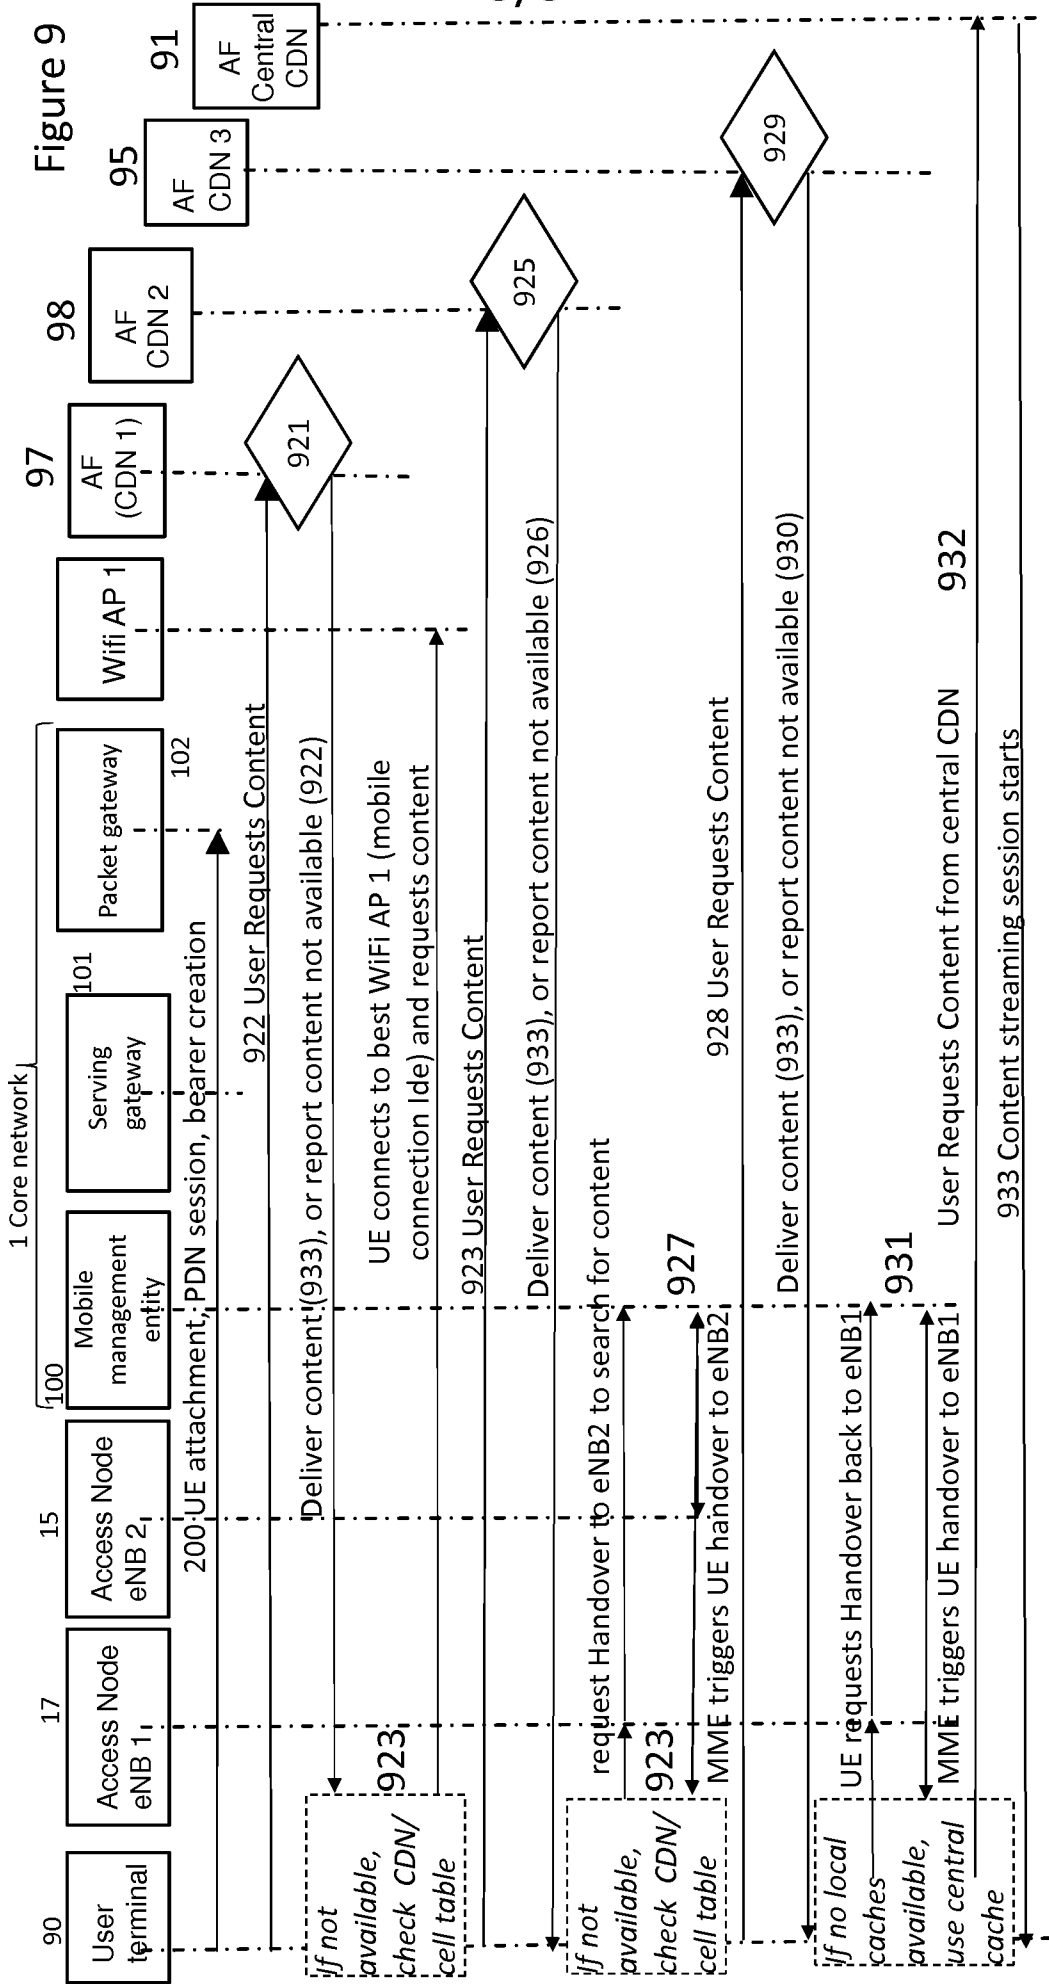 Figure 9
1 Core network
90
17
15
100
101
102
97
98
95
91
User
terminal
Access Node
eNB 1
Access Node
eNB 2
Mobile
management
entity
Serving
gateway
Packet gateway
Wifi AP 1
AF
(CDN 1)
AF
CDN 2
AF
CDN 3
AF
Central
CDN
200 UE attachment, PDN session, bearer creation
922 User Requests Content
921
Deliver content (933), or report content not available (922)
If not
available,
check CDN/
cell table
923
UE connects to best WiFi AP 1 (mobile
connection Ide) and requests content
923 User Requests Content
925
Deliver content (933), or report content not available (926)
If not
available,
check CDN/
cell table
request Handover to eNB2 to search for content
923
927
MME triggers UE handover to eNB2
928 User Requests Content
929
Deliver content (933), or report content not available (930)
If no local
caches
available,
use central
cache
UE requests Handover back to eNB1
931
MME triggers UE handover to eNB1
User Requests Content from central CDN
932
933 Content streaming session starts